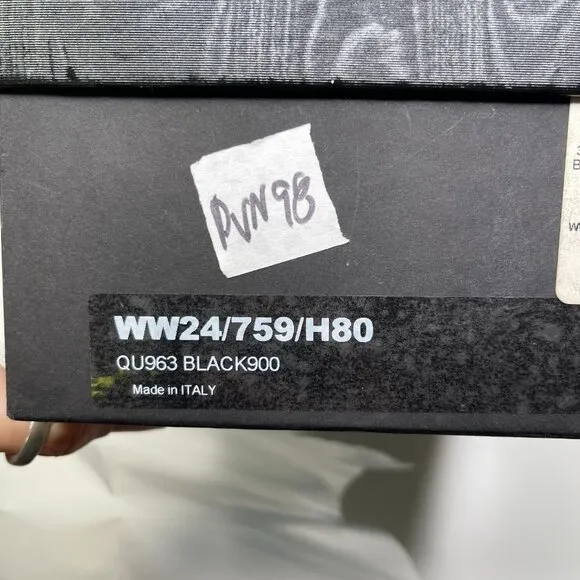 PVN98
WW24/759/H80
QU963 BLACK900
Made in ITALY